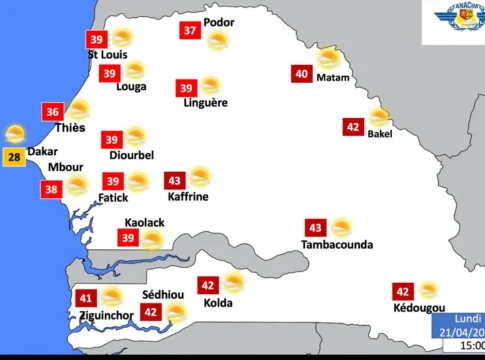 ANACIM
37
Podor
39
St Louis
39
Louga
39
Linguère
40
Matam
36
Thiès
42
Bakel
28
Dakar
39
Diourbel
Mbour
38
39
Fatick
43
Kaffrine
Kaolack
39
43
Tambacounda
41
Ziguinchor
Sédhiou
42
42
Kolda
42
Kédougou
Lundi
21/04/20
15:00